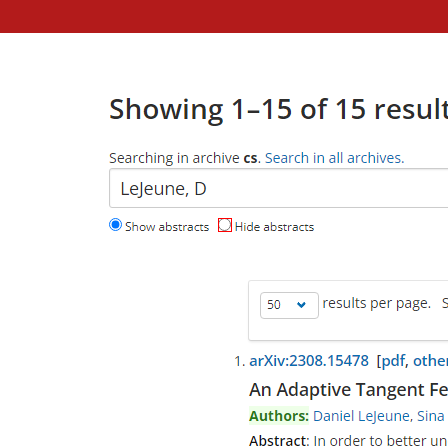 Showing 1–15 of 15 result
Searching in archive cs. Search in all archives.
LeJeune, D
Show abstracts Hide abstracts
50 results per page. S
1. arXiv:2308.15478 [pdf, other
An Adaptive Tangent Fe
Authors: Daniel LeJeune, Sina
Abstract: In order to better un